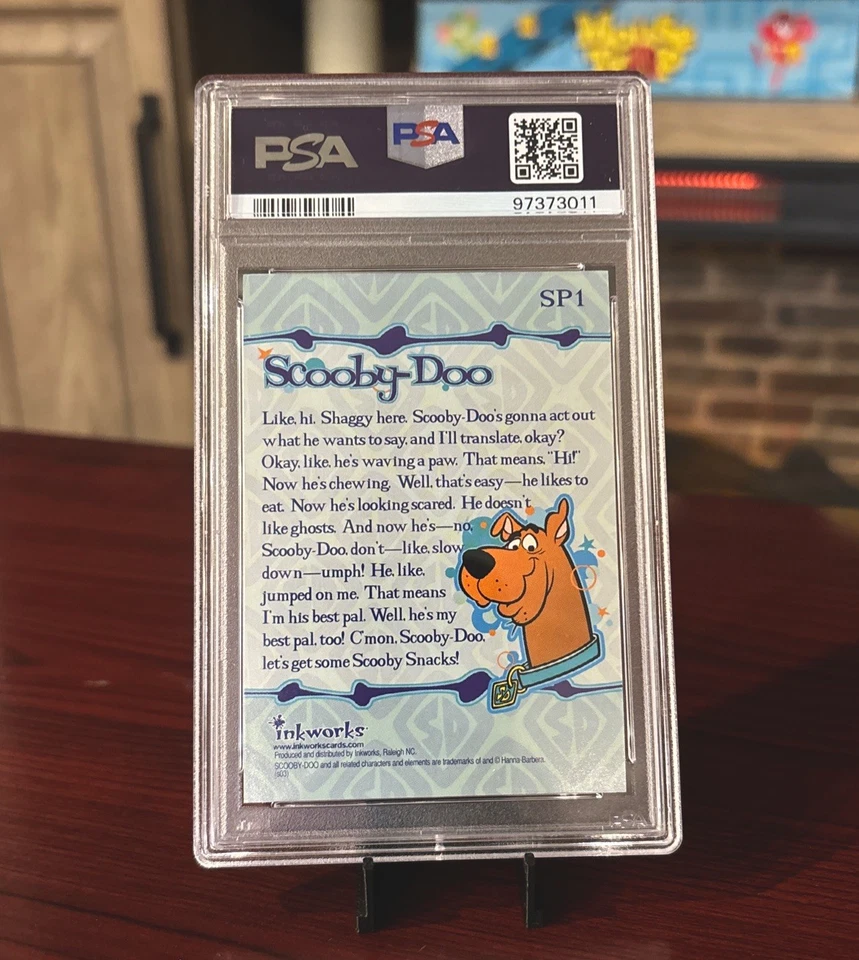 PSA
PSA
97373011
SP1
Scooby-Doo
Like, hi. Shaggy here. Scooby-Doo's gonna act out
what he wants to say, and I'll translate, okay?
Okay, like, he's waving a paw. That means, "Hi!"
Now he's chewing. Well, that's easy—he likes to
eat. Now he's looking scared. He doesn't
like ghosts. And now he's—no,
Scooby-Doo, don't—like, slow
down—umph! He, like,
jumped on me. That means
I'm his best pal. Well, he's my
best pal, too! C'mon, Scooby-Doo,
let's get some Scooby Snacks!
SD
inkworks
www.inkworkscards.com
Produced and distributed by Inkworks, Raleigh NC.
SCOOBY-DOO and all related characters and elements are trademarks of and © Hanna-Barbera.
(s03)